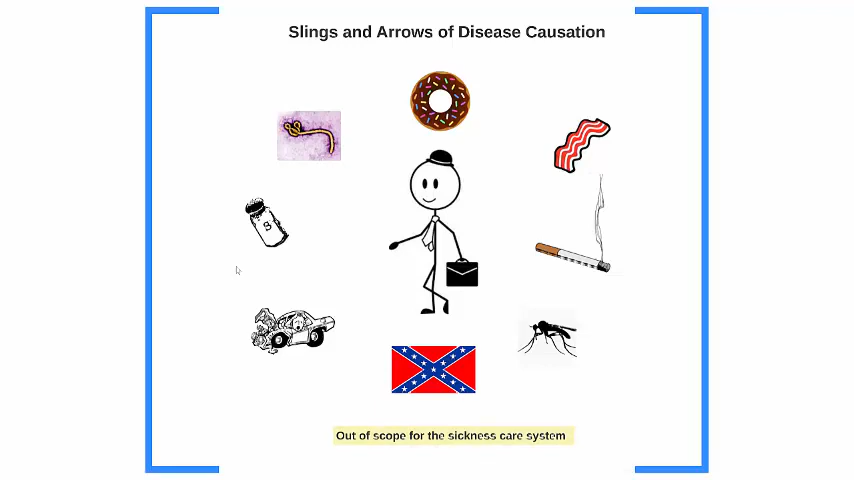 Slings and Arrows of Disease Causation
S
Out of scope for the sickness care system